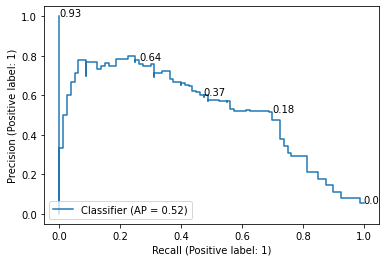 1.0
0.8
0.6
0.4
0.2
0.0
Precision (Positive label: 1)
0.93
0.64
0.37
0.18
0.0
Classifier (AP = 0.52)
0.0 0.2 0.4 0.6 0.8 1.0
Recall (Positive label: 1)